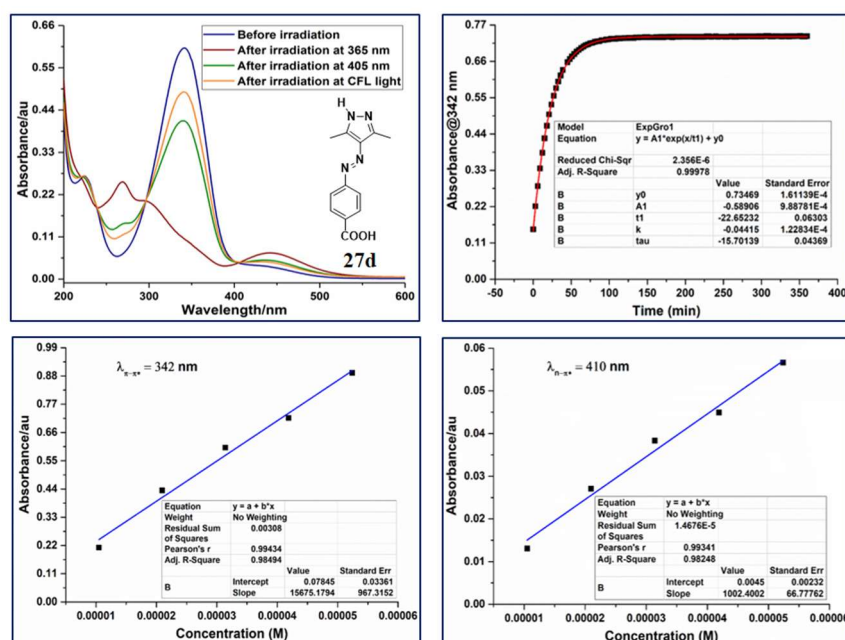 Before irradiation
After irradiation at 365 nm
After irradiation at 405 nm
After irradiation at CFL light
H
N
N
N
N
COOH
27d
Absorbance/au
0.66
0.55
0.44
0.33
0.22
0.11
0.00
200 300 400 500 600
Wavelength/nm
Absorbance@342 nm
0.77
0.66
0.55
0.44
0.33
0.22
0.11
0.00
Model ExpGro1
Equation y = A1*exp(x/t1) + y0
Reduced Chi-Sqr 2.356E-6
Adj. R-Square 0.99978
Value Standard Error
B y0 0.73469 1.61139E-4
B A1 -0.58906 9.88781E-4
B t1 -22.65232 0.06303
B k -0.04415 1.22834E-4
B tau -15.70139 0.04369
-50 0 50 100 150 200 250 300 350 400
Time (min)
λπ-π* = 342 nm
Absorbance/au
0.99
0.88
0.77
0.66
0.55
0.44
0.33
0.22
0.11
0.00
Equation y = a + b*x
Weight No Weighting
Residual Sum of Squares 0.00308
Pearson's r 0.99434
Adj. R-Square 0.98494
Value Standard Err
B Intercept 0.07845 0.03361
Slope 15675.1794 967.3152
0.00001 0.00002 0.00003 0.00004 0.00005 0.00006
Concentration (M)
λn-π* = 410 nm
Absorbance/au
0.06
0.05
0.04
0.03
0.02
0.01
0.00
Equation y = a + b*x
Weight No Weighting
Residual Sum of Squares 1.4676E-5
Pearson's r 0.99341
Adj. R-Square 0.98248
Value Standard Err
B Intercept 0.0045 0.00232
Slope 1002.4002 66.77762
0.00001 0.00002 0.00003 0.00004 0.00005 0.00006
Concentration (M)